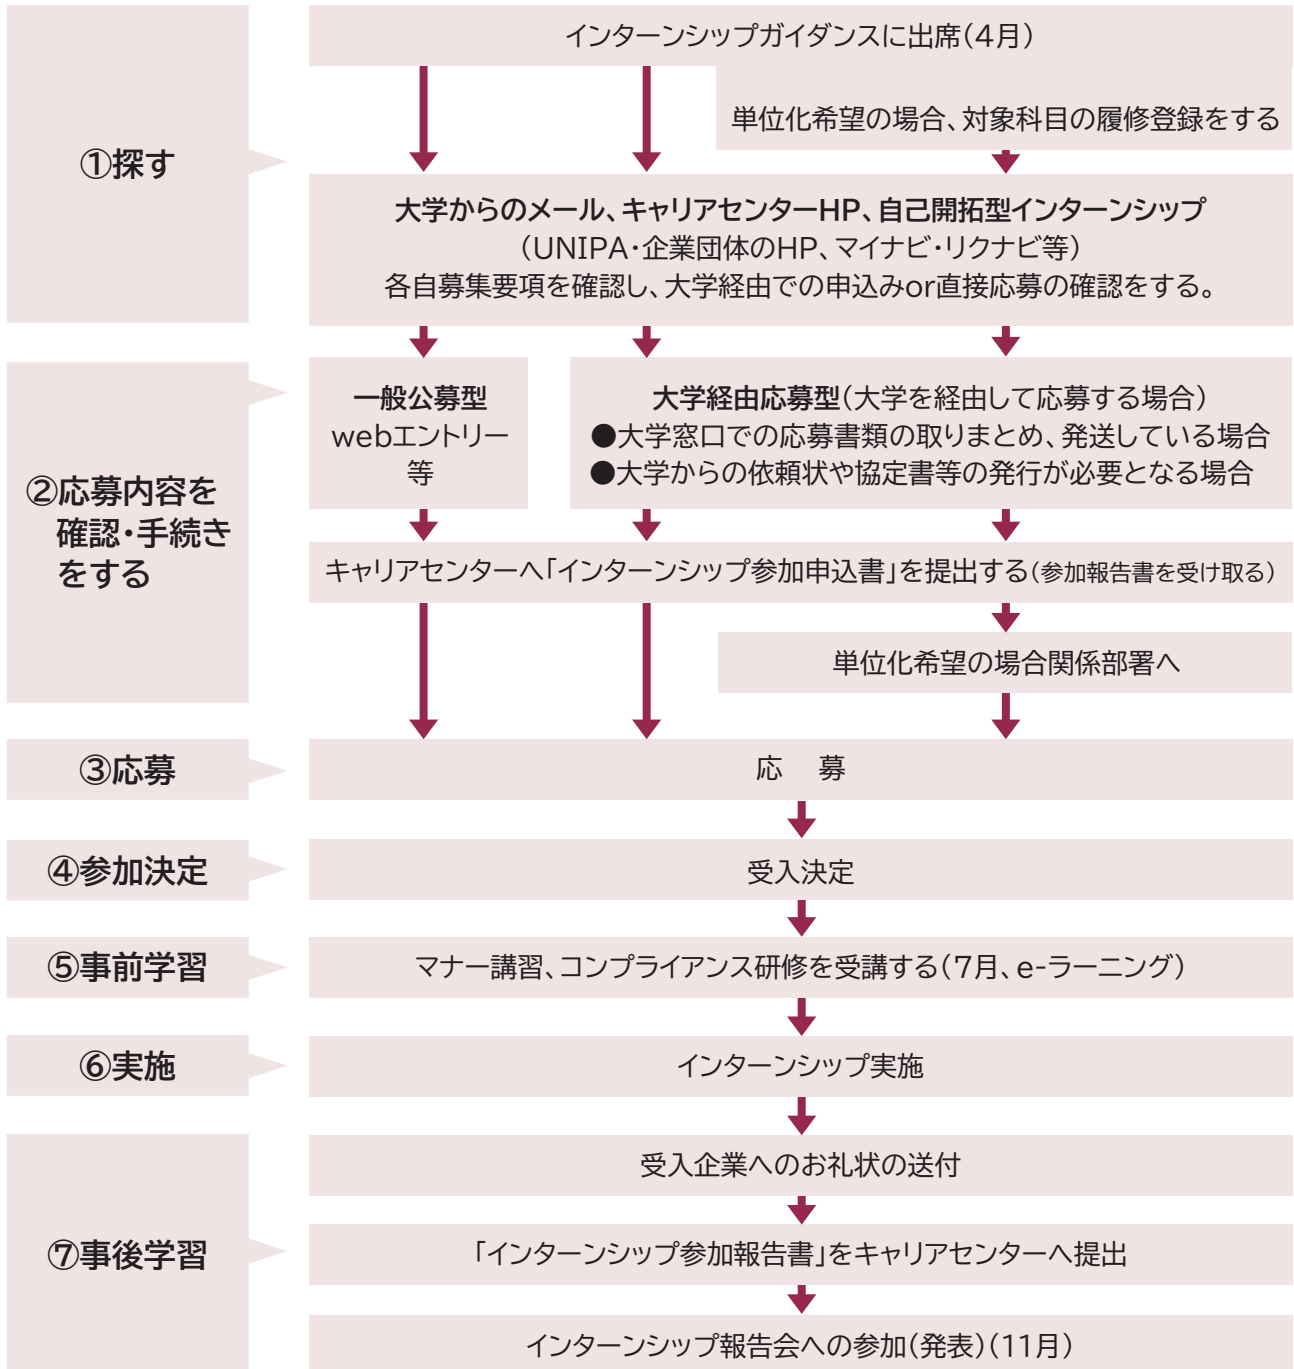 インターンシップガイダンスに出席(4月)
単位化希望の場合、対象科目の履修登録をする
①探す
大学からのメール、キャリアセンターHP、自己開拓型インターンシップ
(UNIPA・企業団体のHP、マイナビ・リクナビ等)
各自募集要項を確認し、大学経由での申込みor直接応募の確認をする。
②応募内容を
確認・手続き
をする
一般公募型
webエントリー
等
大学経由応募型(大学を経由して応募する場合)
●大学窓口での応募書類の取りまとめ、発送している場合
●大学からの依頼状や協定書等の発行が必要となる場合
キャリアセンターへ「インターンシップ参加申込書」を提出する(参加報告書を受け取る)
単位化希望の場合関係部署へ
③応募
応 募
④参加決定
受入決定
⑤事前学習
マナー講習、コンプライアンス研修を受講する(7月、e-ラーニング)
⑥実施
インターンシップ実施
⑦事後学習
受入企業へのお礼状の送付
「インターンシップ参加報告書」をキャリアセンターへ提出
インターンシップ報告会への参加(発表)(11月)